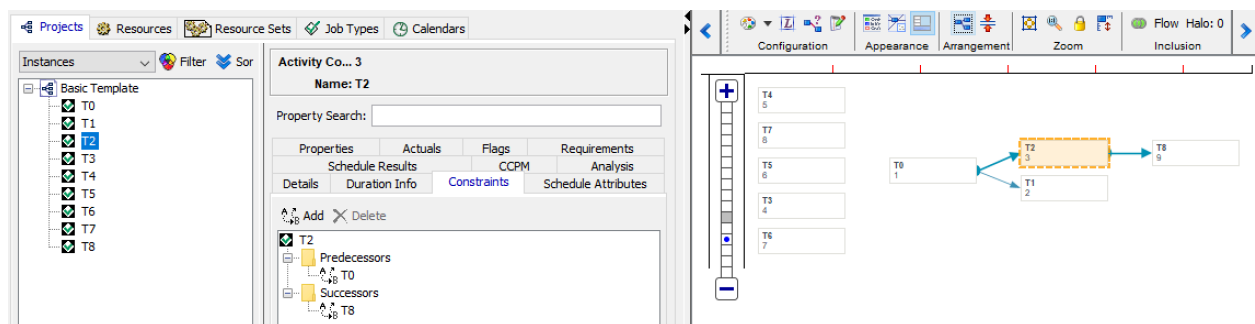 Projects Resources Resource Sets Job Types Calendars
Instances Filter Sor
Basic Template
T0
T1
T2
T3
T4
T5
T6
T7
T8
Activity Co... 3
Name: T2
Property Search:
Properties Actuals Flags Requirements
Schedule Results CCPM Analysis
Details Duration Info Constraints Schedule Attributes
A B Add Delete
T2
Predecessors
A B T0
Successors
A B T8
Flow Halo: 0
Configuration Appearance Arrangement Zoom Inclusion
T4
5
T7
8
T5
6
T3
4
T6
7
T0
1
T2
3
T1
2
T8
9